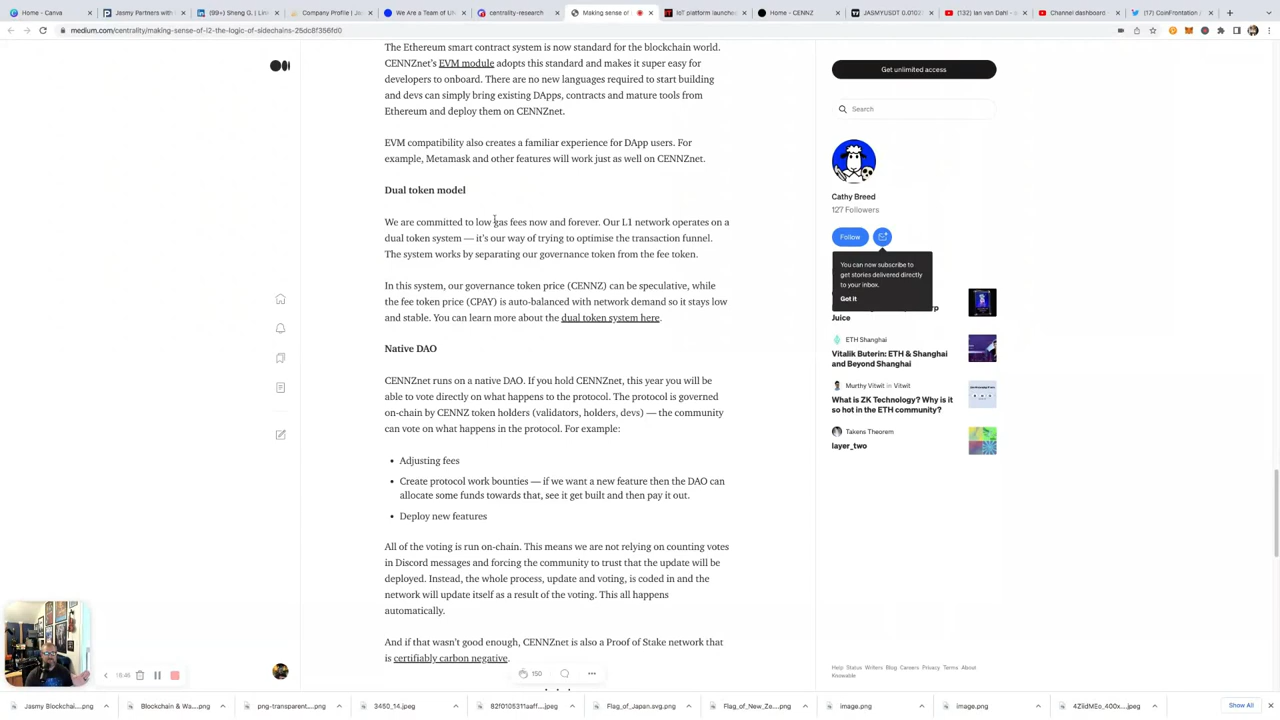 Home - Canva
Jasmy Partners with
(99+) Sheng G. | Lin
Company Profile | Ja
We Are a Team of L
centrality-research
Making sense of
IoT platform launche
Home - CENNZ
JASMYUSDT 0.0102
(132) Ian van Dahl -
Channel dashboard
(17) CoinFrontation /
medium.com/centrality/making-sense-of-l2-the-logic-of-sidechains-25dc8f356fd0
The Ethereum smart contract system is now standard for the blockchain world.
CENNZnet's EVM module adopts this standard and makes it super easy for
developers to onboard. There are no new languages required to start building
and devs can simply bring existing DApps, contracts and mature tools from
Ethereum and deploy them on CENNZnet.
EVM compatibility also creates a familiar experience for DApp users. For
example, Metamask and other features will work just as well on CENNZnet.
Dual token model
We are committed to low gas fees now and forever. Our L1 network operates on a
dual token system — it's our way of trying to optimise the transaction funnel.
The system works by separating our governance token from the fee token.
In this system, our governance token price (CENNZ) can be speculative, while
the fee token price (CPAY) is auto-balanced with network demand so it stays low
and stable. You can learn more about the dual token system here.
Native DAO
CENNZnet runs on a native DAO. If you hold CENNZnet, this year you will be
able to vote directly on what happens to the protocol. The protocol is governed
on-chain by CENNZ token holders (validators, holders, devs) — the community
can vote on what happens in the protocol. For example:
• Adjusting fees
• Create protocol work bounties — if we want a new feature then the DAO can
allocate some funds towards that, see it get built and then pay it out.
• Deploy new features
All of the voting is run on-chain. This means we are not relying on counting votes
in Discord messages and forcing the community to trust that the update will be
deployed. Instead, the whole process, update and voting, is coded in and the
network will update itself as a result of the voting. This all happens
automatically.
And if that wasn't good enough, CENNZnet is also a Proof of Stake network that
is certifiably carbon negative.
150
Get unlimited access
Search
Cathy Breed
127 Followers
Follow
You can now subscribe to
get stories delivered directly
to your inbox.
Got it
Juice
ETH Shanghai
Vitalik Buterin: ETH & Shanghai
and Beyond Shanghai
Murthy Vitwit in Vitwit
What is ZK Technology? Why is it
so hot in the ETH community?
Takens Theorem
layer_two
Help Status Writers Blog Careers Privacy Terms About
Knowable
Jasmy Blockchai....png
Blockchain & Wa....png
png-transparent....png
3450_14.jpeg
82f0105311aaff....jpeg
Flag_of_Japan.svg.png
Flag_of_New_Ze....png
image.png
image.png
4ZiidMEo_400x....jpeg
Show All